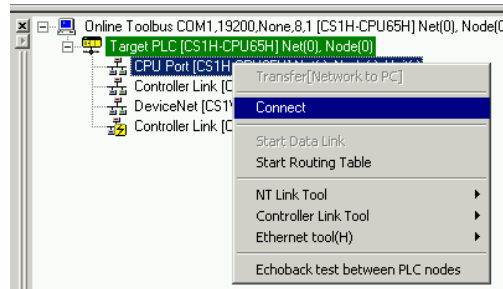 Online Toolbus COM1,19200,None,8,1 [CS1H-CPU65H] Net(0), Node(0
Target PLC [CS1H-CPU65H] Net(0), Node(0)
CPU Port [CS1H
Controller Link [C
DeviceNet [CS1
Controller Link [C
Transfer[Network to PC]
Connect
Start Data Link
Start Routing Table
NT Link Tool
Controller Link Tool
Ethernet tool(H)
Echoback test between PLC nodes